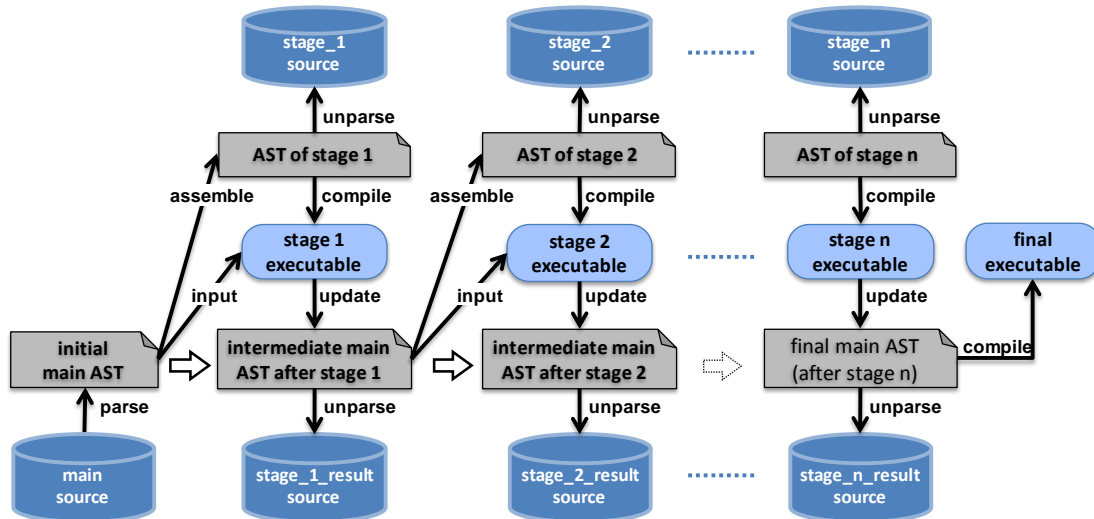 stage_1
source
stage_2
source
stage_n
source
unparse
unparse
unparse
AST of stage 1
AST of stage 2
AST of stage n
assemble
compile
assemble
compile
compile
stage 1
executable
stage 2
executable
stage n
executable
final
executable
input
update
input
update
update
initial
main AST
intermediate main
AST after stage 1
intermediate main
AST after stage 2
final main AST
(after stage n)
compile
parse
unparse
unparse
unparse
main
source
stage_1_result
source
stage_2_result
source
stage_n_result
source